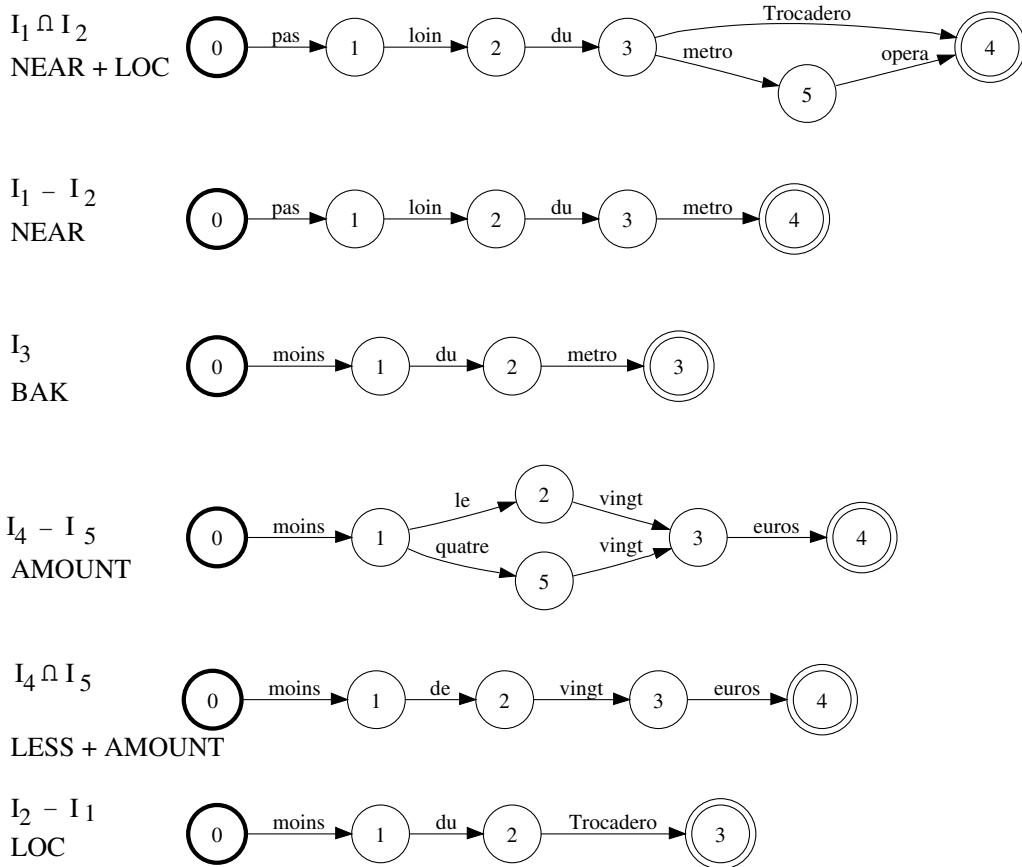 I1 ∩ I2
NEAR + LOC
0 pas 1 loin 2 du 3 Trocadero 4
metro 5 opera
I1 – I2
NEAR
0 pas 1 loin 2 du 3 metro 4
I3
BAK
0 moins 1 du 2 metro 3
I4 – I5
AMOUNT
0 moins 1 le 2 vingt 3 euros 4
quatre 5 vingt
I4 ∩ I5
LESS + AMOUNT
0 moins 1 de 2 vingt 3 euros 4
I2 – I1
LOC
0 moins 1 du 2 Trocadero 3